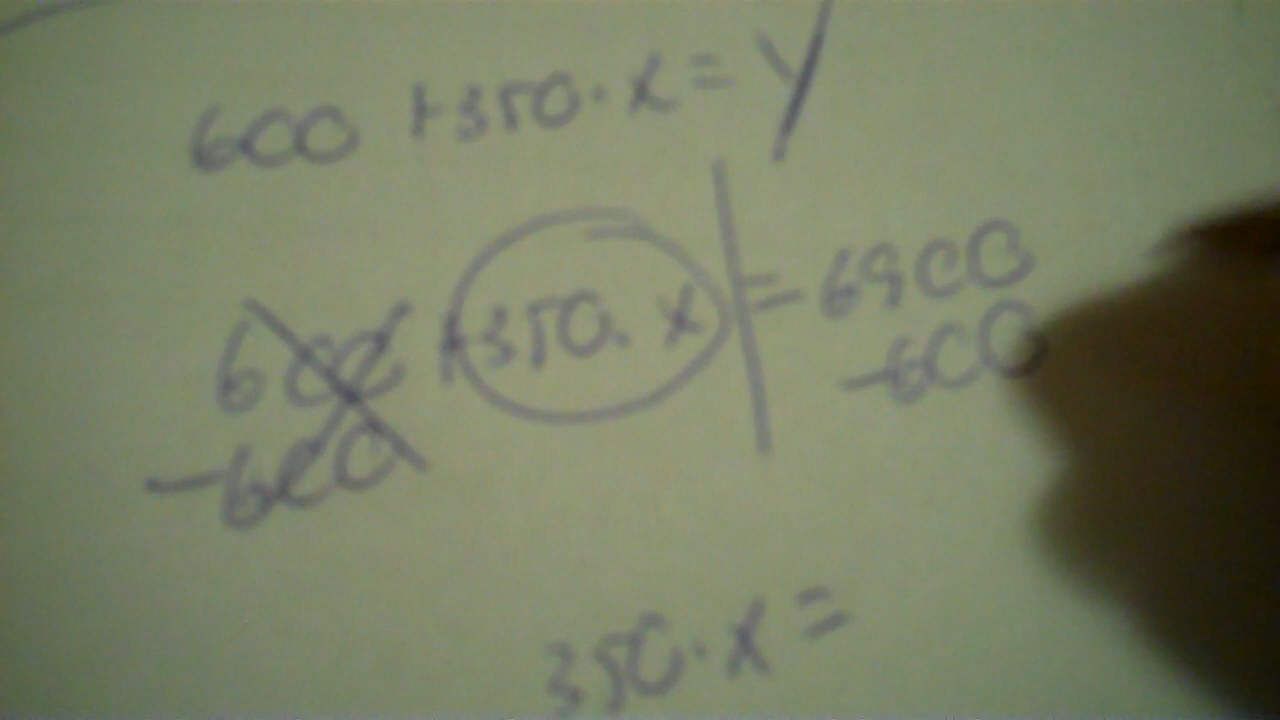 600 +350·x=y
600 +350·x =6900
-600 -600
350·x=